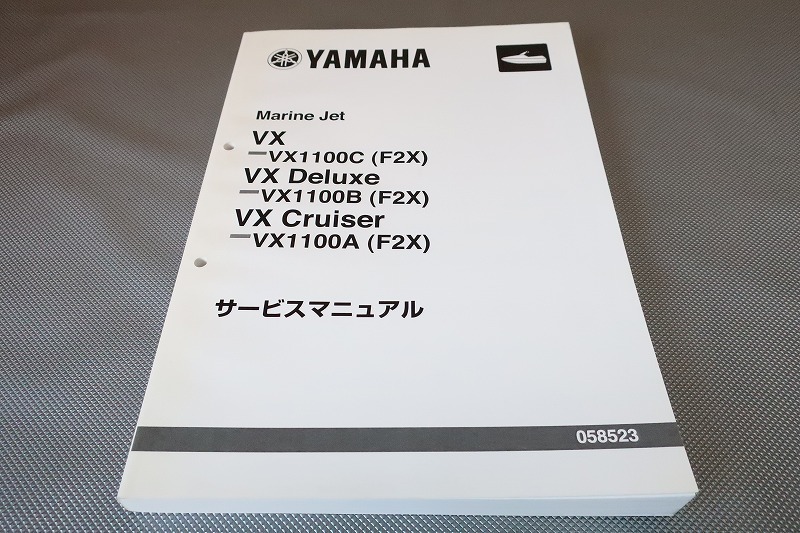 YAMAHA
Marine Jet
VX
—VX1100C (F2X)
VX Deluxe
—VX1100B (F2X)
VX Cruiser
—VX1100A (F2X)
サービスマニュアル
058523